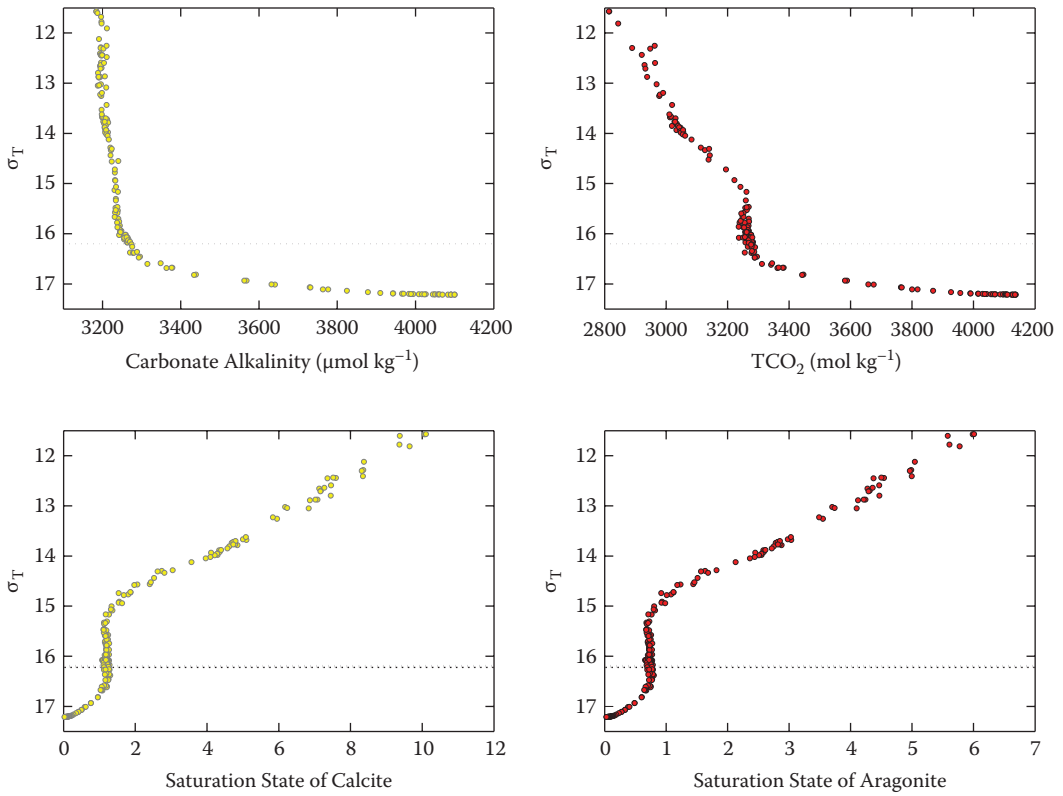 12
13
14
15
16
17
σT
3200 3400 3600 3800 4000 4200
Carbonate Alkalinity (μmol kg⁻¹)
12
13
14
15
16
17
σT
2800 3000 3200 3400 3600 3800 4000 4200
TCO₂ (mol kg⁻¹)
12
13
14
15
16
17
σT
0 2 4 6 8 10 12
Saturation State of Calcite
12
13
14
15
16
17
σT
0 1 2 3 4 5 6 7
Saturation State of Aragonite